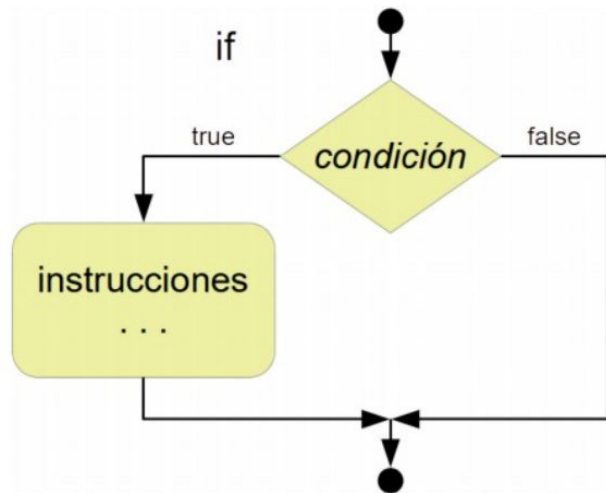 if
true
false
condición
instrucciones
. . .